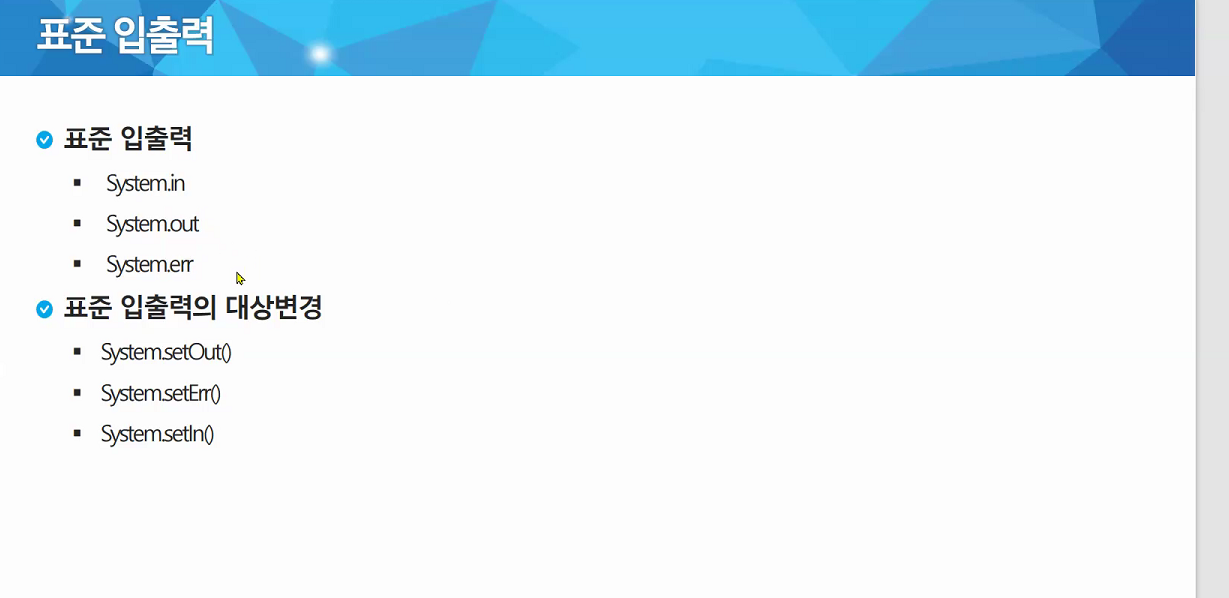 표준 입출력
표준 입출력
System.in
System.out
System.err
표준 입출력의 대상변경
System.setOut()
System.setErr()
System.setIn()